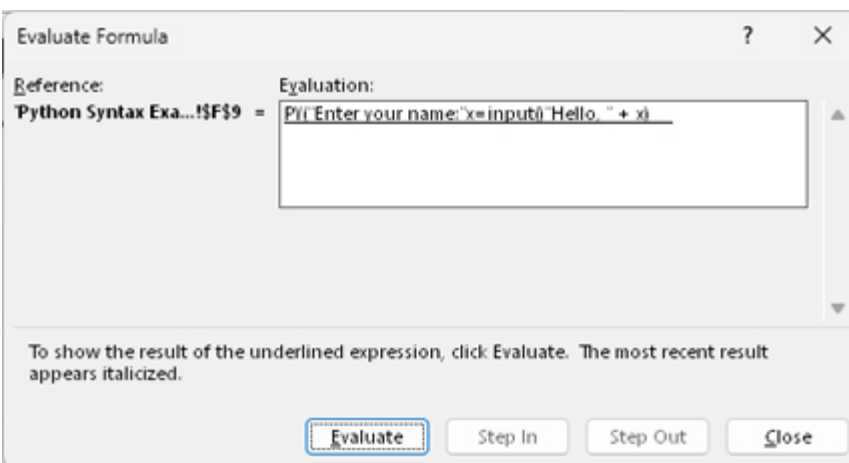 Evaluate Formula ? ×
Reference: Evaluation:
'Python Syntax Exa...!$F$9 = PY("Enter your name:"x=input()"Hello, " + x)
To show the result of the underlined expression, click Evaluate. The most recent result
appears italicized.
Evaluate Step In Step Out Close